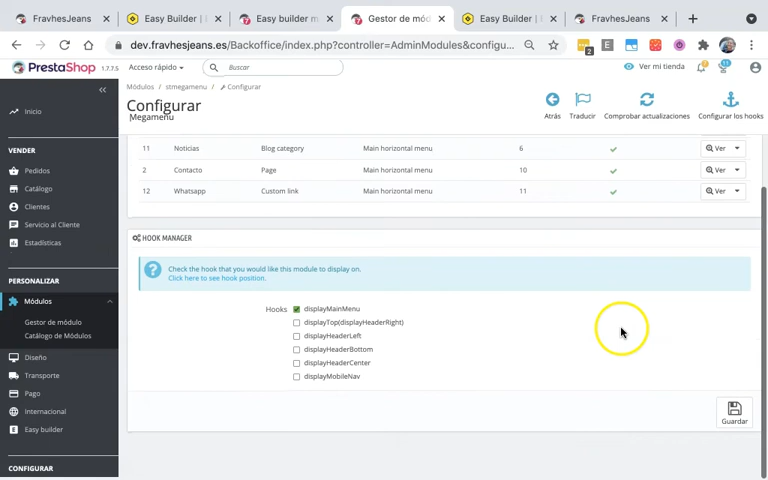 FravhesJeans
Easy Builder | E
Easy builder m
Gestor de mód
Easy Builder | E
FravhesJeans
dev.fravhesjeans.es/Backoffice/index.php?controller=AdminModules&configu...
2
PrestaShop 1.7.7.5
Acceso rápido
Buscar
Ver mi tienda
Módulos / stmegamenu / Configurar
Configurar
Megamenu
Atrás
Traducir
Comprobar actualizaciones
Configurar los hooks
Inicio
VENDER
Pedidos
Catálogo
Clientes
Servicio al Cliente
Estadísticas
PERSONALIZAR
Módulos
Gestor de módulo
Catálogo de Módulos
Diseño
Transporte
Pago
Internacional
Easy builder
CONFIGURAR
11 Noticias Blog category Main horizontal menu 6 Ver
2 Contacto Page Main horizontal menu 10 Ver
12 Whatsapp Custom link Main horizontal menu 11 Ver
HOOK MANAGER
Check the hook that you would like this module to display on.
Click here to see hook position.
Hooks displayMainMenu
displayTop(displayHeaderRight)
displayHeaderLeft
displayHeaderBottom
displayHeaderCenter
displayMobileNav
Guardar